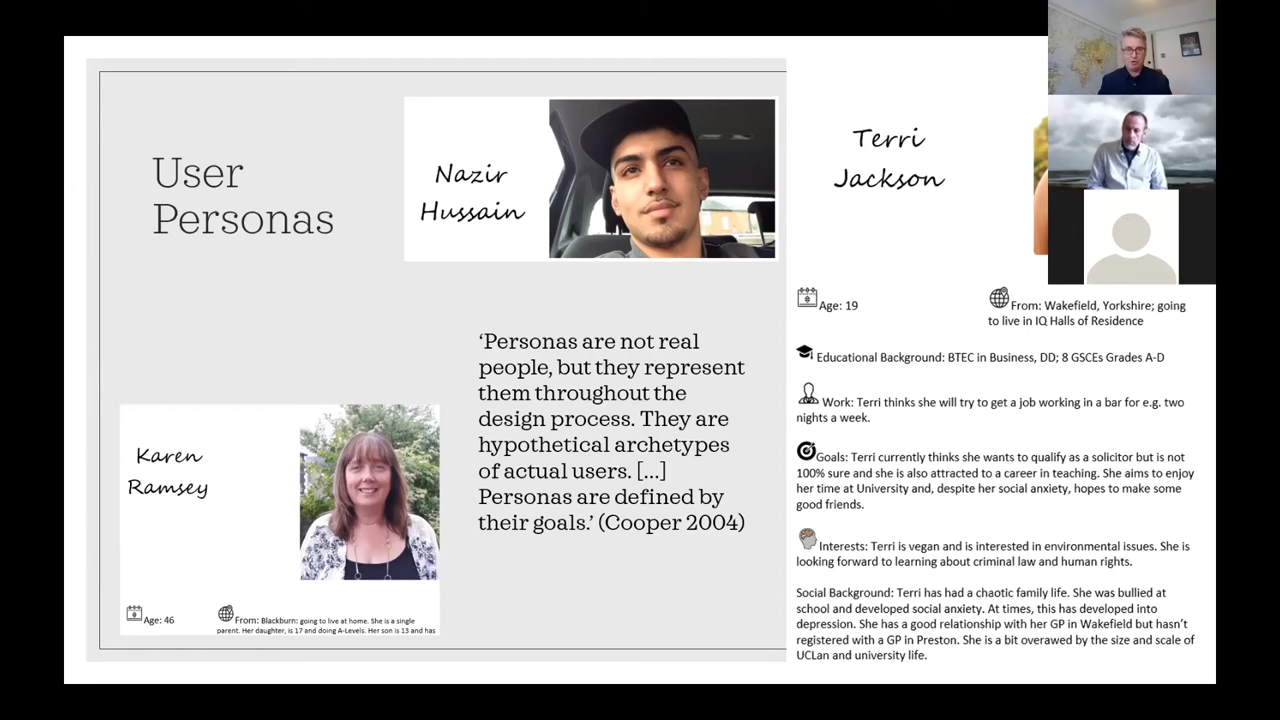 User
Personas
Nazir
Hussain
‘Personas are not real
people, but they represent
them throughout the
design process. They are
hypothetical archetypes
of actual users. [...]
Personas are defined by
their goals.’ (Cooper 2004)
Karen
Ramsey
Age: 46
From: Blackburn: going to live at home. She is a single
parent. Her daughter, is 17 and doing A-Levels. Her son is 13 and has
Terri
Jackson
Age: 19
From: Wakefield, Yorkshire; going
to live in IQ Halls of Residence
Educational Background: BTEC in Business, DD; 8 GSCEs Grades A-D
Work: Terri thinks she will try to get a job working in a bar for e.g. two
nights a week.
Goals: Terri currently thinks she wants to qualify as a solicitor but is not
100% sure and she is also attracted to a career in teaching. She aims to enjoy
her time at University and, despite her social anxiety, hopes to make some
good friends.
Interests: Terri is vegan and is interested in environmental issues. She is
looking forward to learning about criminal law and human rights.
Social Background: Terri has had a chaotic family life. She was bullied at
school and developed social anxiety. At times, this has developed into
depression. She has a good relationship with her GP in Wakefield but hasn’t
registered with a GP in Preston. She is a bit overawed by the size and scale of
UCLan and university life.